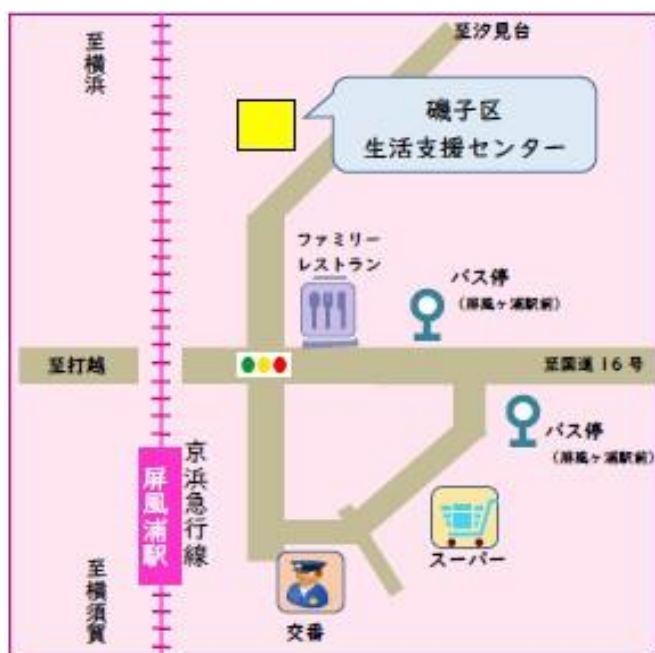 至横浜
至汐見台
磯子区
生活支援センター
ファミリー
レストラン
バス停
（屏風ヶ浦駅前）
至打越
至国道16号
バス停
（屏風ヶ浦駅前）
京浜急行線
屏風浦駅
スーパー
至横須賀
交番